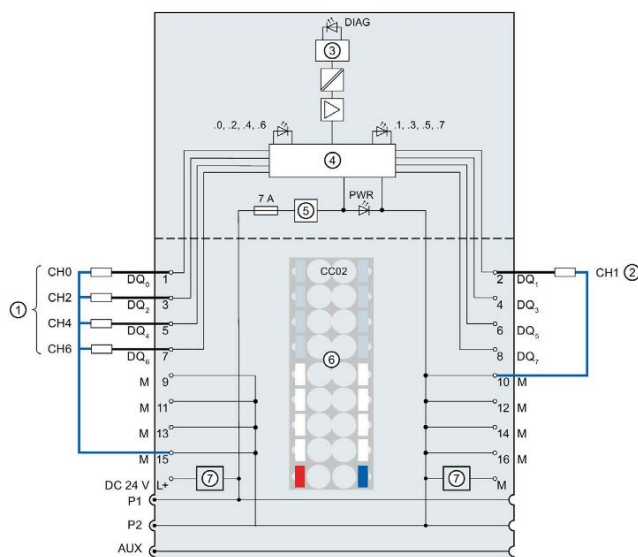 DIAG
③
.0, .2, .4, .6
.1, .3, .5, .7
④
7 A
⑤
PWR
CC02
CH0
DQ₀
1
2
DQ₁
CH1 ②
①
CH2
DQ₂
3
4
DQ₃
CH4
DQ₄
5
6
DQ₅
CH6
DQ₆
7
8
DQ₇
⑥
M
9
10
M
M
11
12
M
M
13
14
M
M
15
16
M
DC 24 V
L+
⑦
⑦
M
P1
P2
AUX